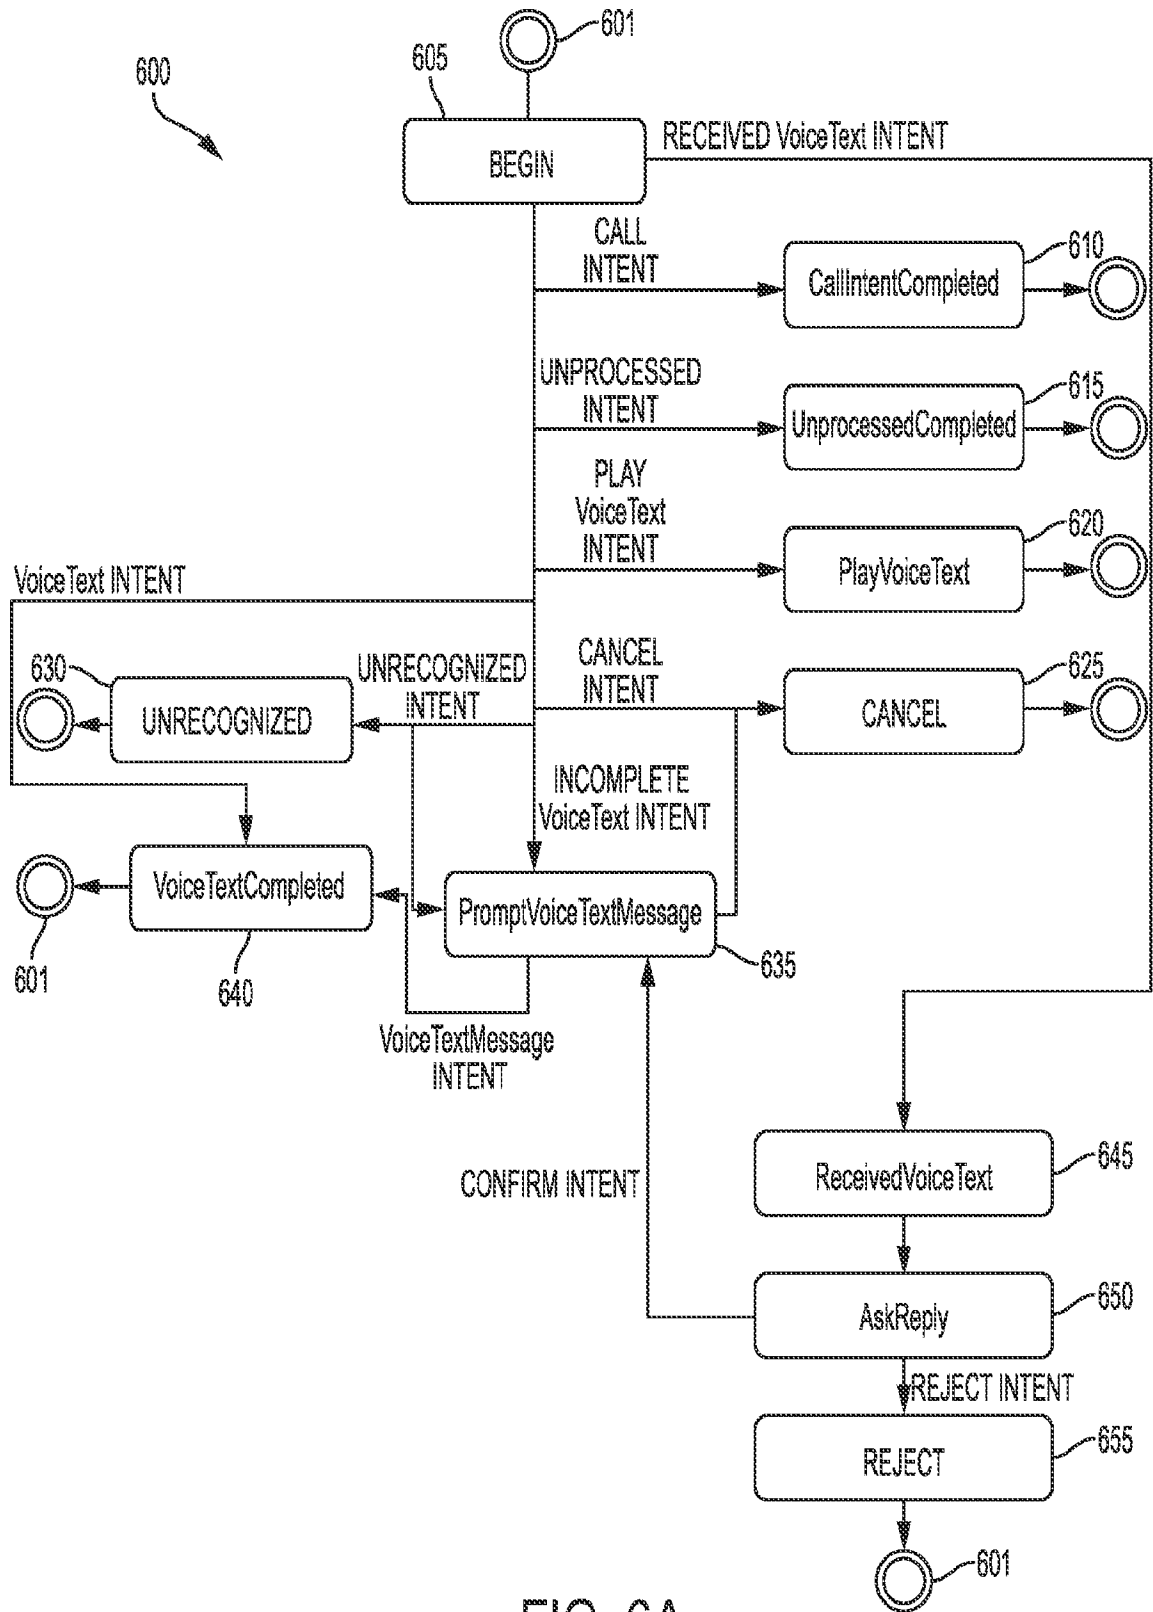 601
605
600
RECEIVED VoiceText INTENT
BEGIN
CALL
INTENT
610
CallIntentCompleted
UNPROCESSED
INTENT
615
UnprocessedCompleted
PLAY
VoiceText
INTENT
620
PlayVoiceText
VoiceText INTENT
630
UNRECOGNIZED
INTENT
UNRECOGNIZED
CANCEL
INTENT
625
CANCEL
INCOMPLETE
VoiceText INTENT
VoiceTextCompleted
PromptVoiceTextMessage
601
640
635
VoiceTextMessage
INTENT
CONFIRM INTENT
645
ReceivedVoiceText
650
AskReply
REJECT INTENT
655
REJECT
601
FIG. 6A